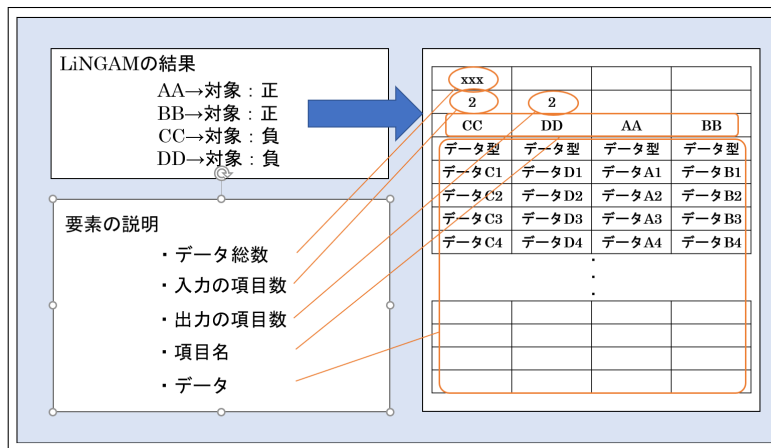 LiNGAMの結果
AA→対象：正
BB→対象：正
CC→対象：負
DD→対象：負
要素の説明
・データ総数
・入力の項目数
・出力の項目数
・項目名
・データ
xxx
2 2
CC DD AA BB
データ型 データ型 データ型 データ型
データC1 データD1 データA1 データB1
データC2 データD2 データA2 データB2
データC3 データD3 データA3 データB3
データC4 データD4 データA4 データB4
・
・
・